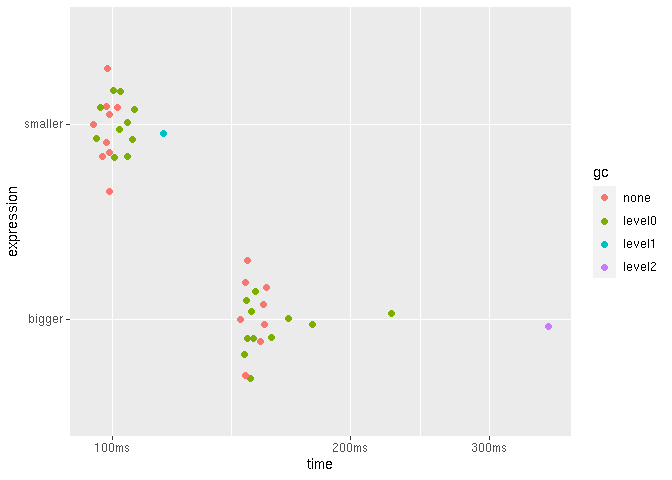 expression
smaller
bigger
100ms
200ms
300ms
time
gc
none
level0
level1
level2